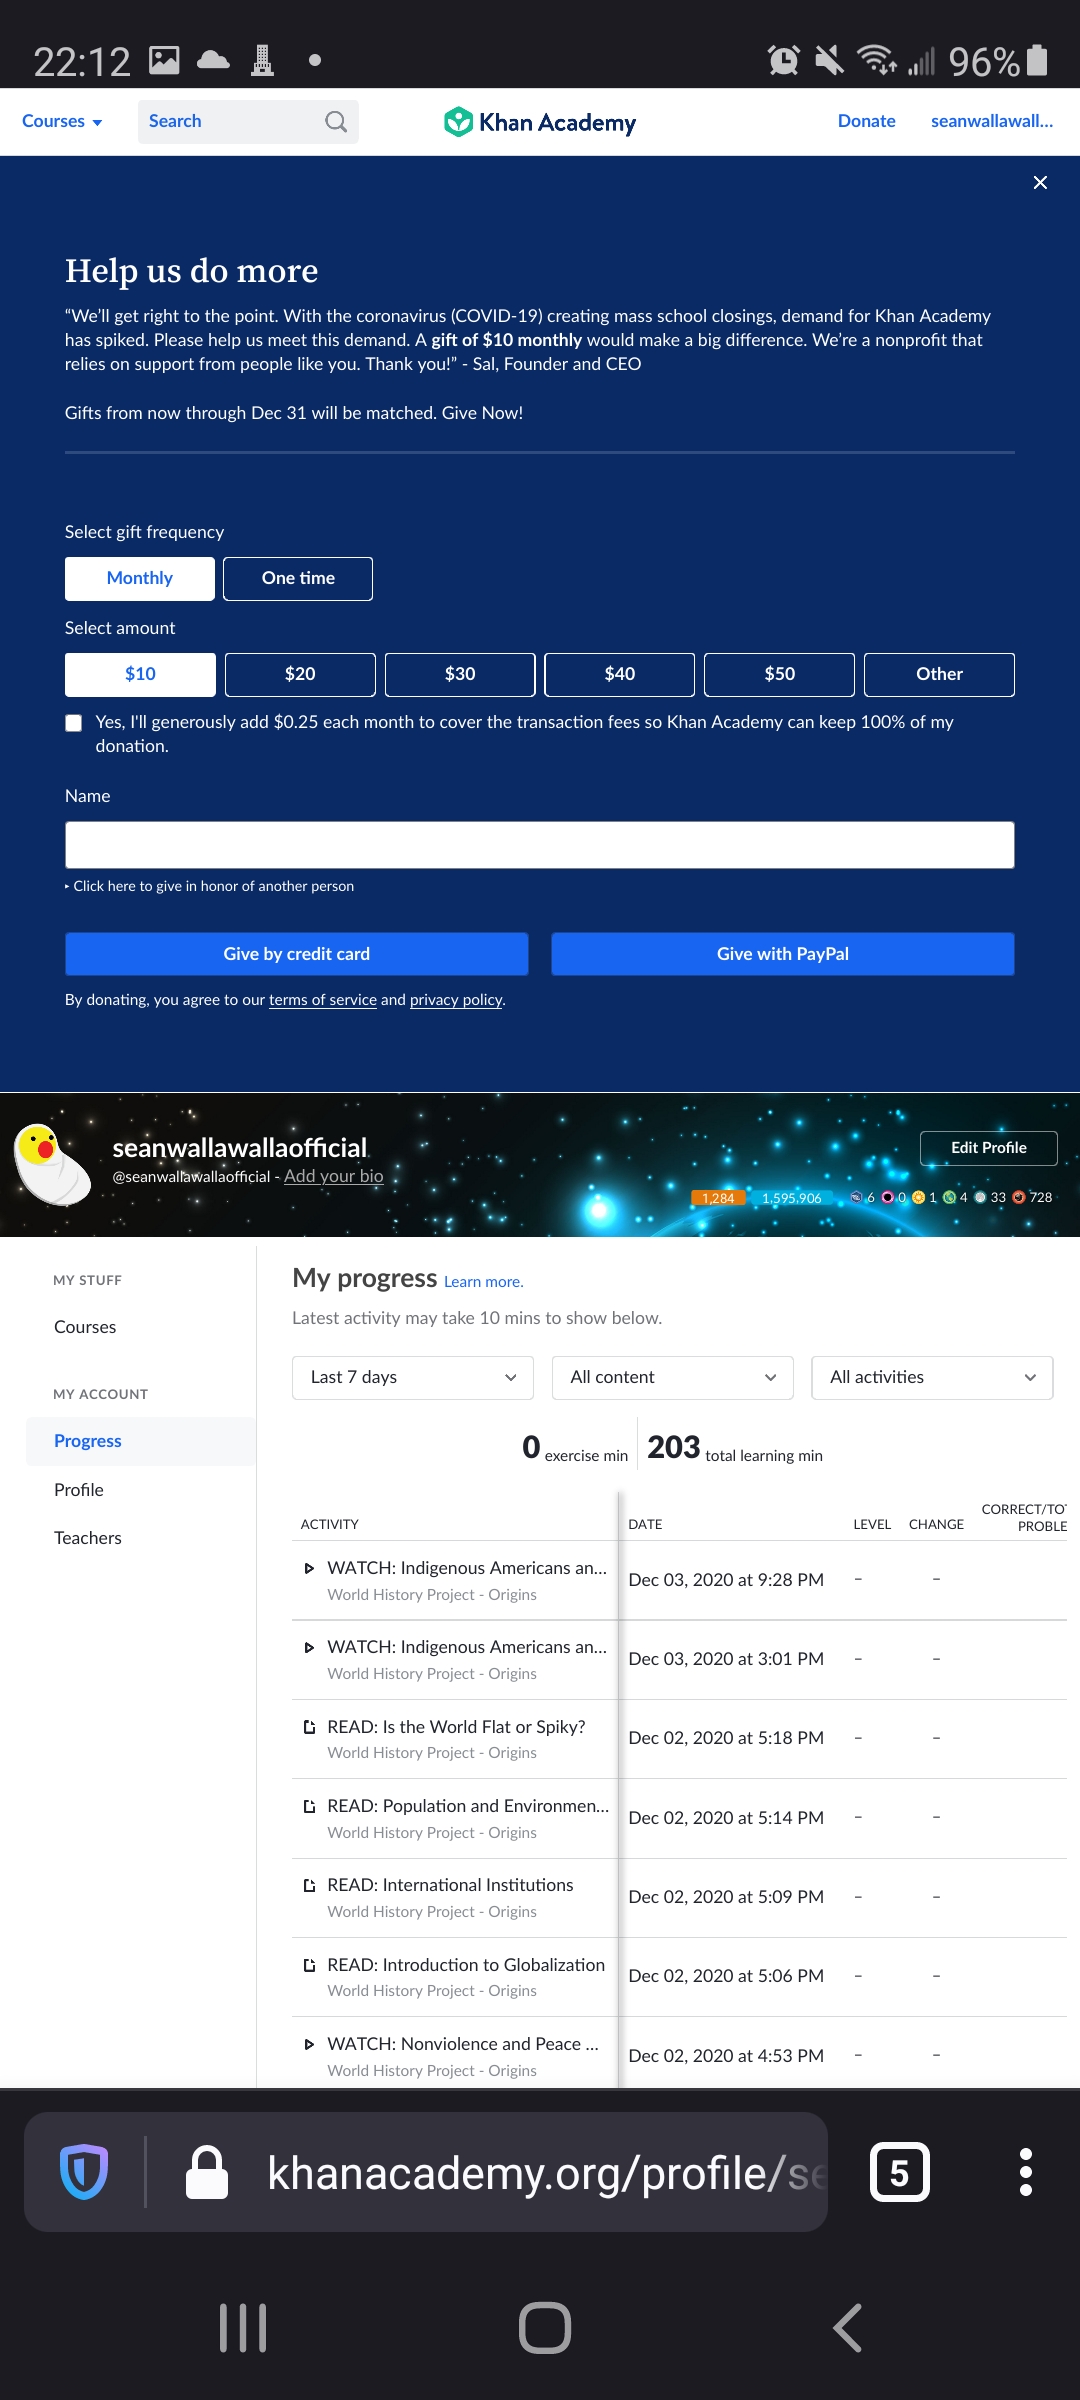 22:12 96%
Courses Search Khan Academy Donate seanwallawall...
Help us do more
“We’ll get right to the point. With the coronavirus (COVID-19) creating mass school closings, demand for Khan Academy
has spiked. Please help us meet this demand. A gift of $10 monthly would make a big difference. We’re a nonprofit that
relies on support from people like you. Thank you!” - Sal, Founder and CEO
Gifts from now through Dec 31 will be matched. Give Now!
Select gift frequency
Monthly One time
Select amount
$10 $20 $30 $40 $50 Other
Yes, I'll generously add $0.25 each month to cover the transaction fees so Khan Academy can keep 100% of my
donation.
Name
Click here to give in honor of another person
Give by credit card Give with PayPal
By donating, you agree to our terms of service and privacy policy.
seanwallawallaofficial
Edit Profile
@seanwallawallaofficial - Add your bio
1,284 1,595,906 6 0 1 4 33 728
MY STUFF
Courses
MY ACCOUNT
Progress
Profile
Teachers
My progress Learn more.
Latest activity may take 10 mins to show below.
Last 7 days All content All activities
0 exercise min 203 total learning min
ACTIVITY DATE LEVEL CHANGE CORRECT/TOT
PROBLE
WATCH: Indigenous Americans an... Dec 03, 2020 at 9:28 PM – –
World History Project - Origins
WATCH: Indigenous Americans an... Dec 03, 2020 at 3:01 PM – –
World History Project - Origins
READ: Is the World Flat or Spiky? Dec 02, 2020 at 5:18 PM – –
World History Project - Origins
READ: Population and Environmen... Dec 02, 2020 at 5:14 PM – –
World History Project - Origins
READ: International Institutions Dec 02, 2020 at 5:09 PM – –
World History Project - Origins
READ: Introduction to Globalization Dec 02, 2020 at 5:06 PM – –
World History Project - Origins
WATCH: Nonviolence and Peace ... Dec 02, 2020 at 4:53 PM – –
World History Project - Origins
khanacademy.org/profile/se 5